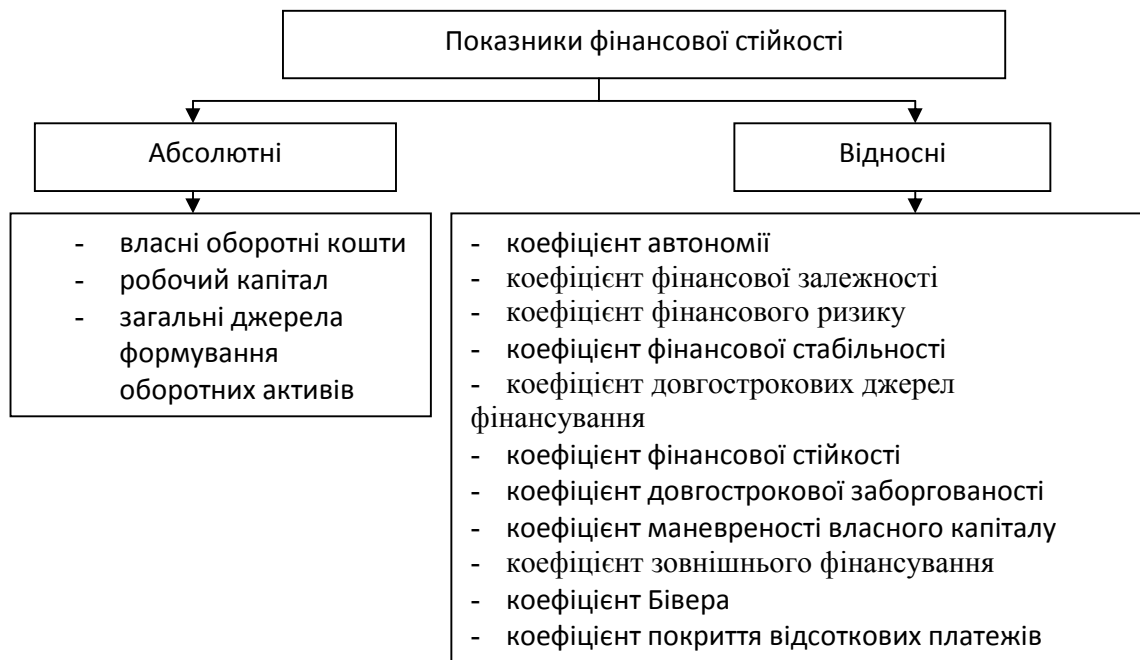 Показники фінансової стійкості
Абсолютні
Відносні
- власні оборотні кошти
- робочий капітал
- загальні джерела
формування
оборотних активів
- коефіцієнт автономії
- коефіцієнт фінансової залежності
- коефіцієнт фінансового ризику
- коефіцієнт фінансової стабільності
- коефіцієнт довгострокових джерел
фінансування
- коефіцієнт фінансової стійкості
- коефіцієнт довгострокової заборгованості
- коефіцієнт маневреності власного капіталу
- коефіцієнт зовнішнього фінансування
- коефіцієнт Бівера
- коефіцієнт покриття відсоткових платежів